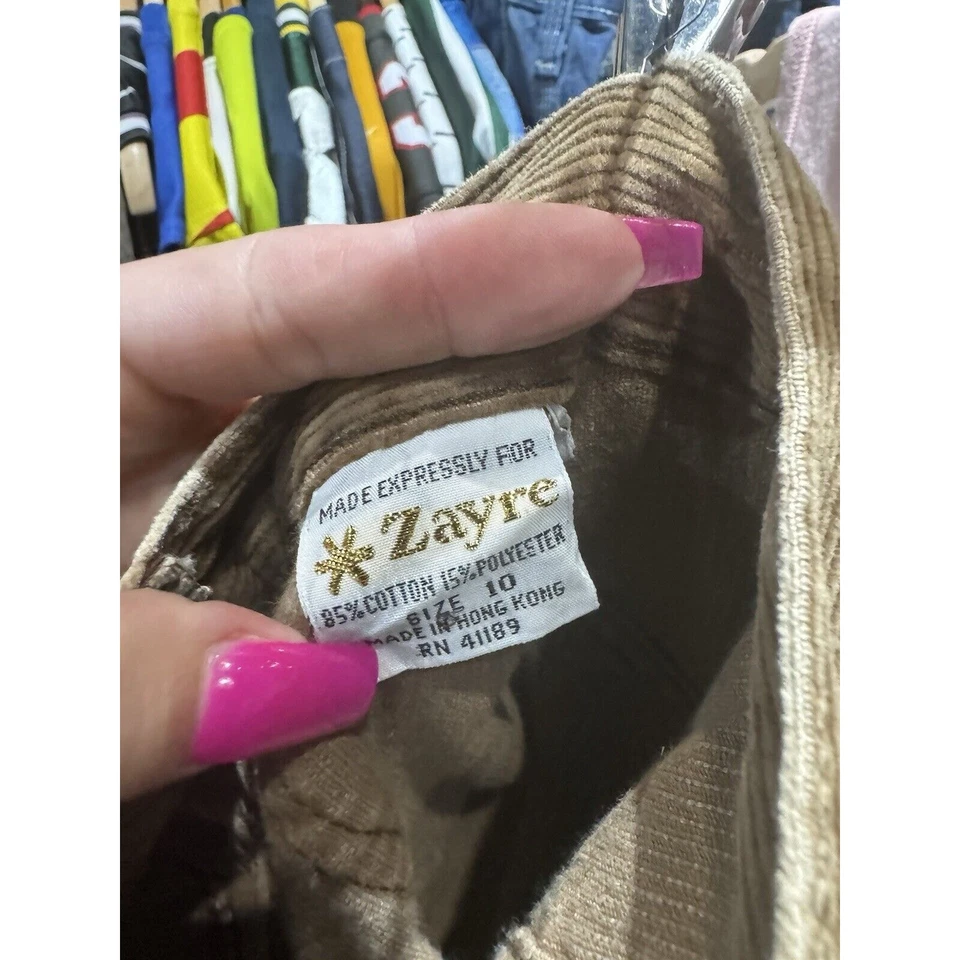 MADE EXPRESSLY FOR
Zayre
85% COTTON 15% POLYESTER
SIZE 10
MADE IN HONG KONG
RN 41189